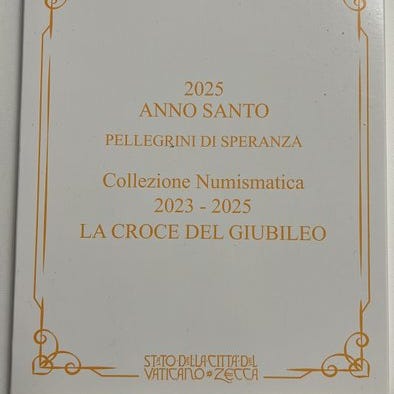 2025
ANNO SANTO
PELLEGRINI DI SPERANZA
Collezione Numismatica
2023 - 2025
LA CROCE DEL GIUBILEO
STATO·DELLA·CITTA·DEL
VATICANO✡ZECCA